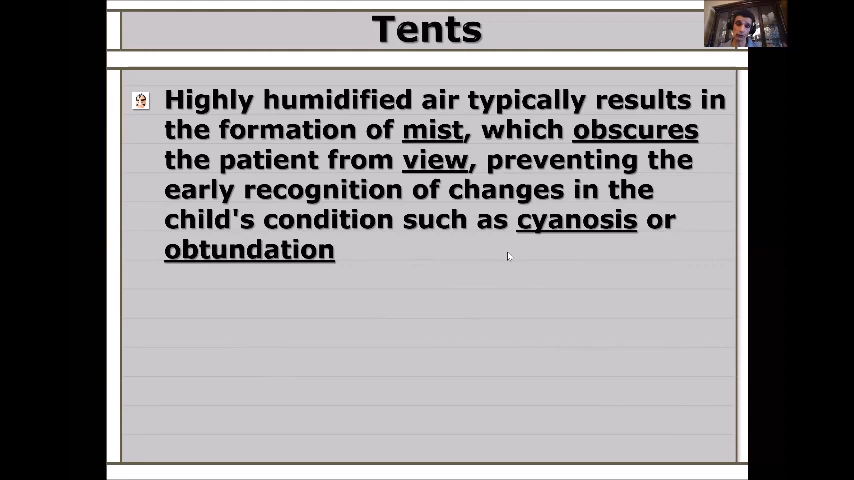 Tents
Highly humidified air typically results in
the formation of mist, which obscures
the patient from view, preventing the
early recognition of changes in the
child's condition such as cyanosis or
obtundation